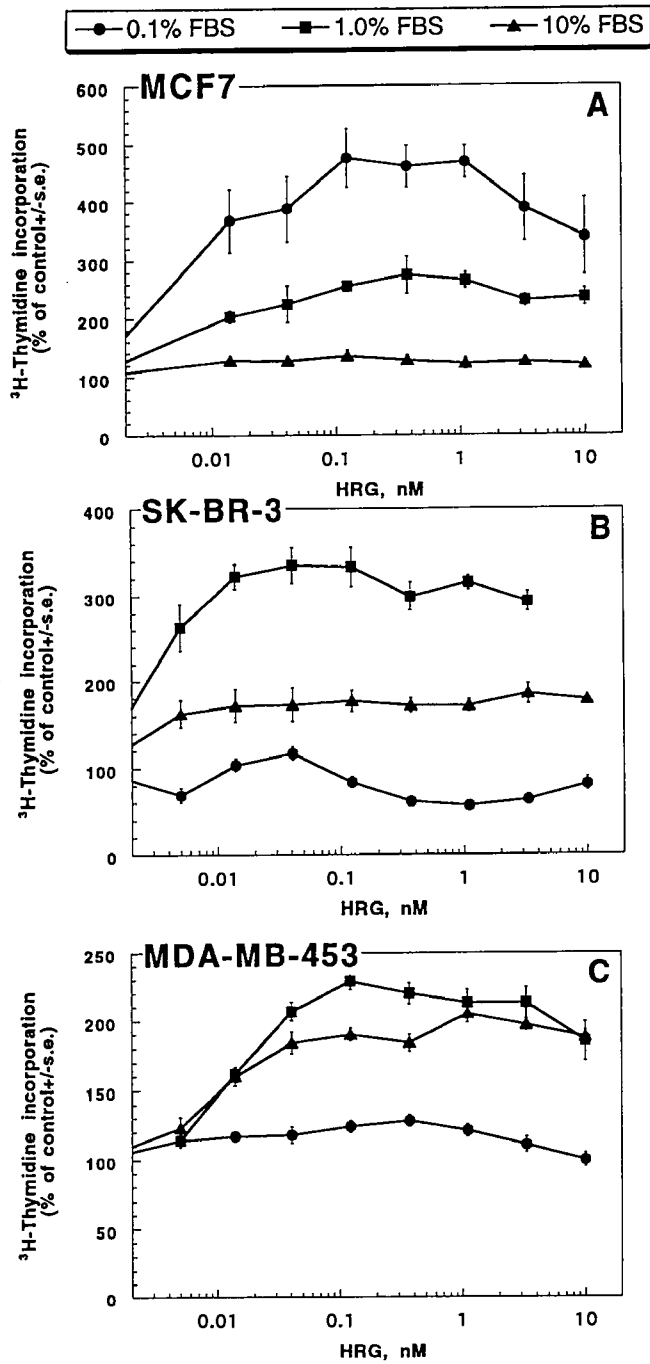 0.1% FBS 1.0% FBS 10% FBS
MCF7
A
600
500
400
300
200
100
0
³H-Thymidine incorporation
(% of control+/-s.e.)
0.01 0.1 1 10
HRG, nM
SK-BR-3
B
400
300
200
100
0
³H-Thymidine incorporation
(% of control+/-s.e.)
0.01 0.1 1 10
HRG, nM
MDA-MB-453
C
250
200
150
100
50
0
³H-Thymidine incorporation
(% of control+/-s.e.)
0.01 0.1 1 10
HRG, nM